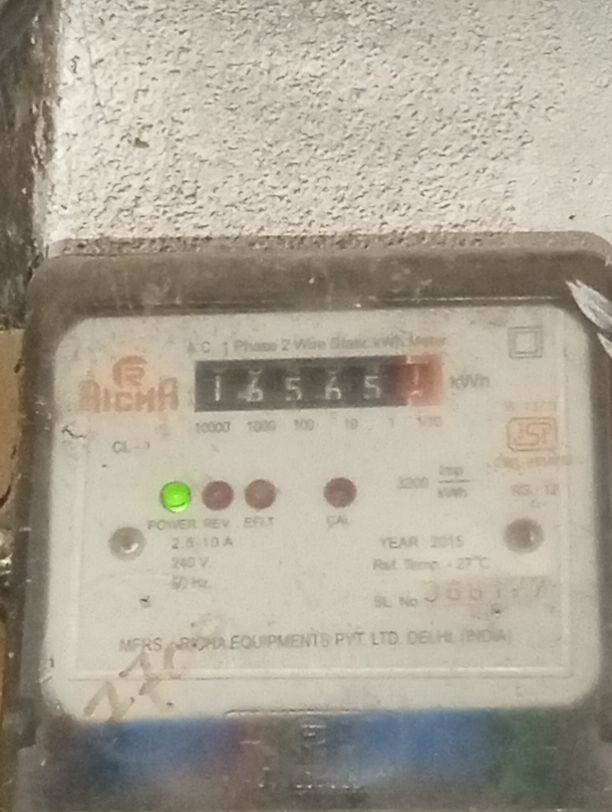 A.C. 1 Phase 2 Wire Static kWh Meter
RICHA
16565
kWh
10000 1000 100 10 1 1/10
CL - 1
ISI
3200 Imp
kWh
POWER REV EFLT CAL
2.5-10 A
240 V.
50 Hz.
YEAR 2015
Ref. Temp. - 27°C
SL. No.
MFRS. RICHA EQUIPMENTS PVT. LTD. DELHI. (INDIA)